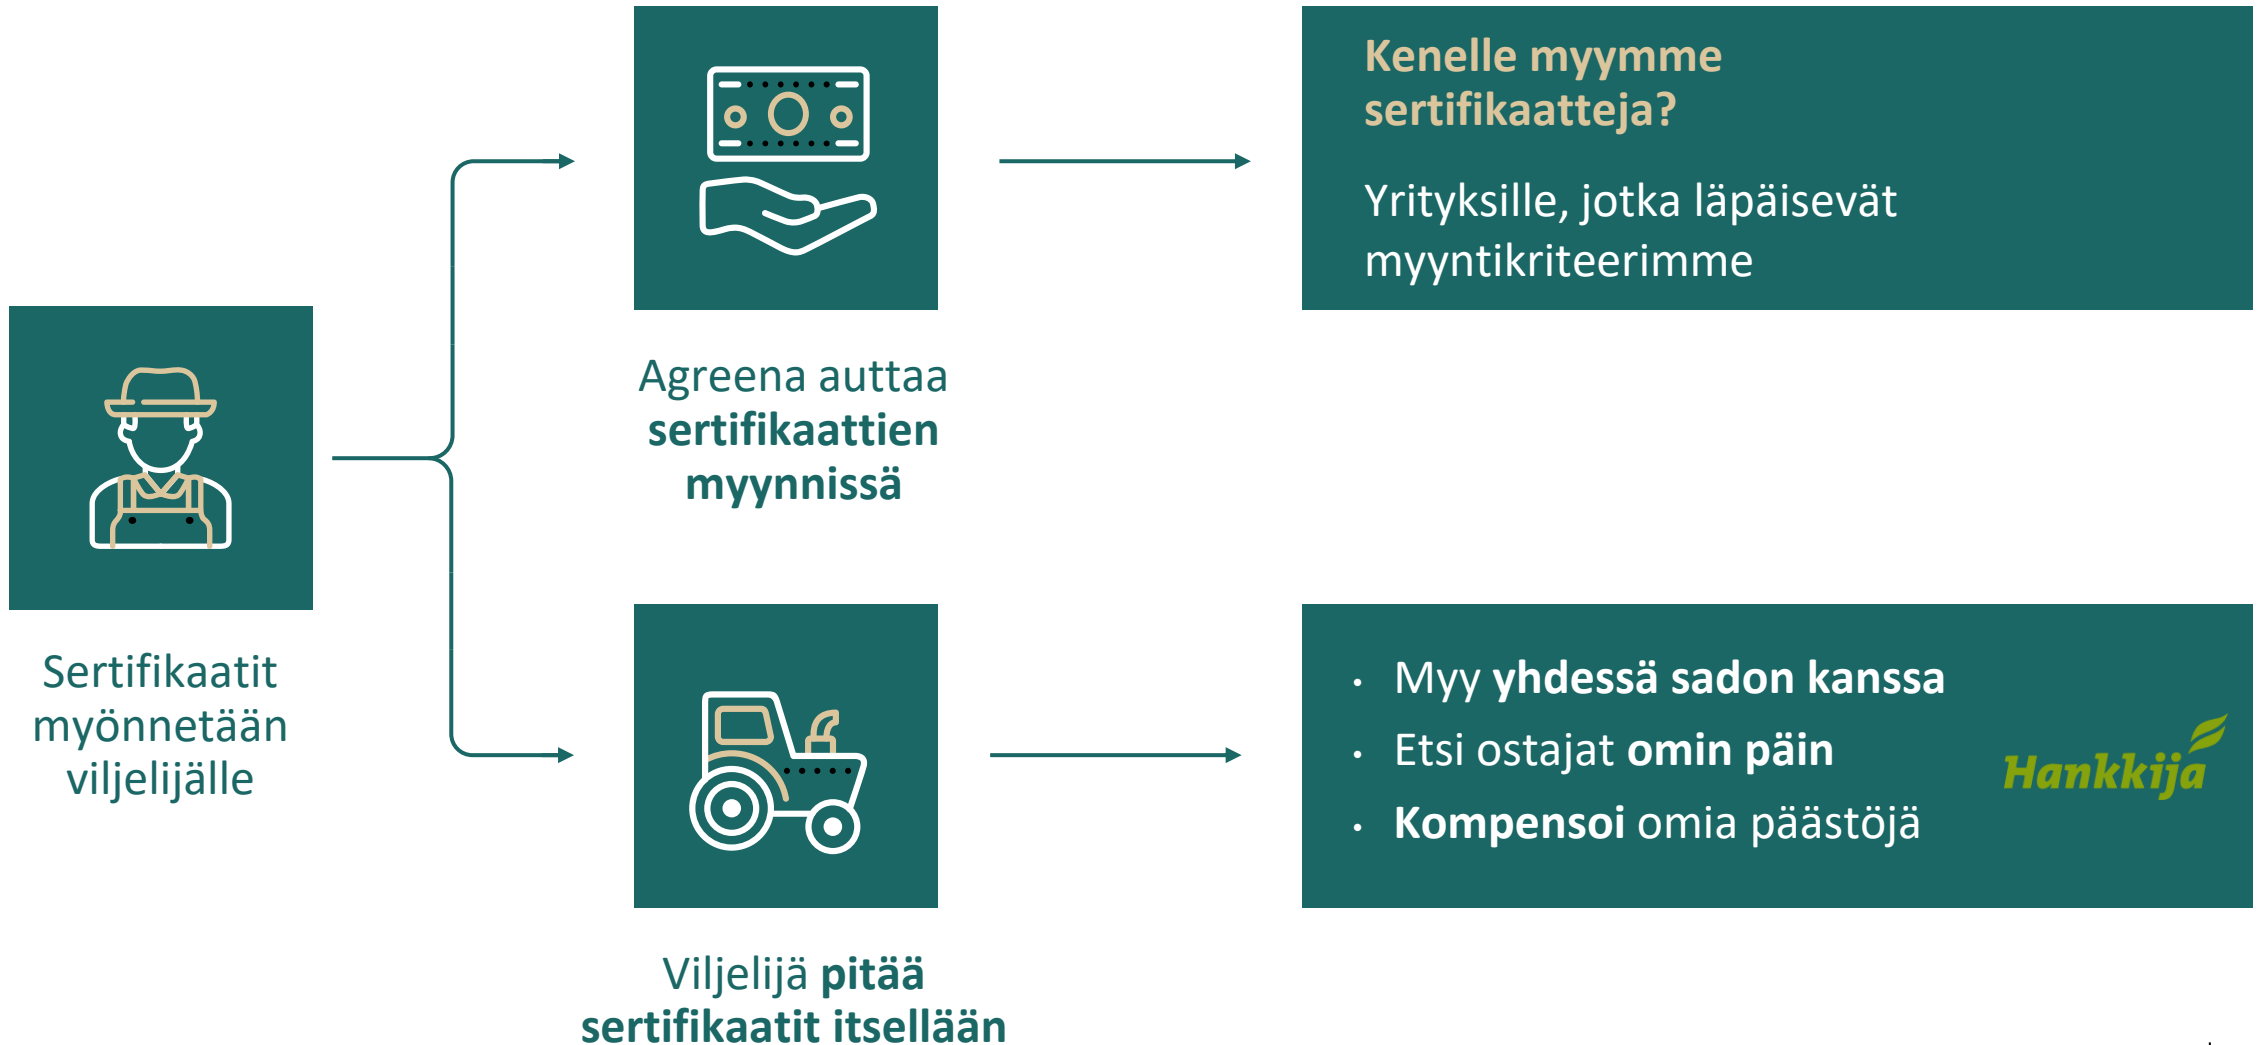 Sertifikaatit
myönnetään
viljelijälle
Agreena auttaa
sertifikaattien
myynnissä
Kenelle myymme
sertifikaatteja?
Yrityksille, jotka läpäisevät
myyntikriteerimme
Viljelijä pitää
sertifikaatit itsellään
• Myy yhdessä sadon kanssa
• Etsi ostajat omin päin
• Kompensoi omia päästöjä
Hankkija